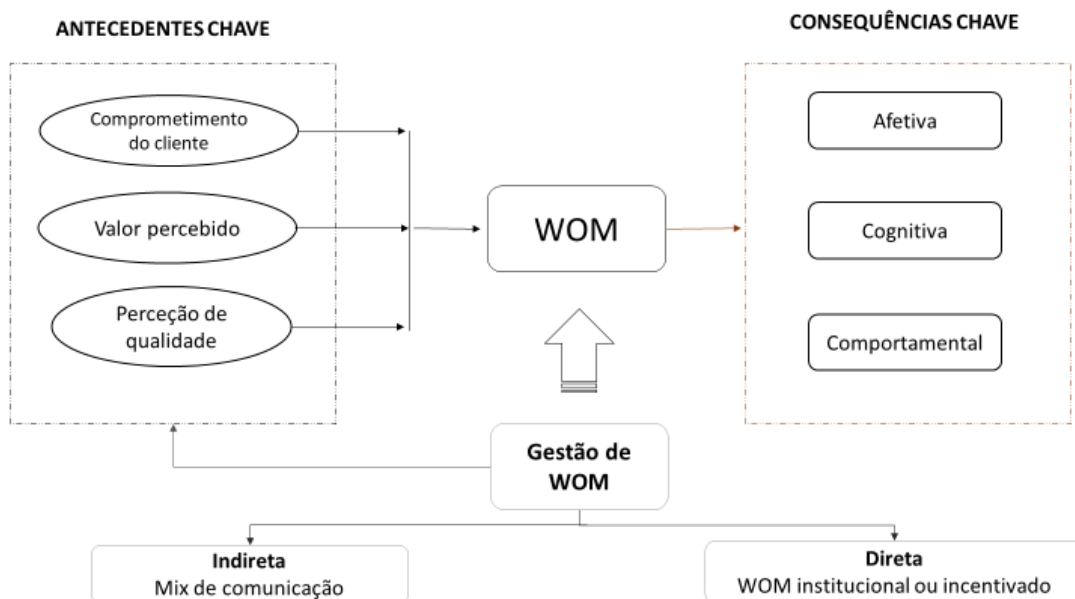 ANTECEDENTES CHAVE
CONSEQUÊNCIAS CHAVE
Comprometimento
do cliente
Valor percebido
Perceção de
qualidade
WOM
Afetiva
Cognitiva
Comportamental
Gestão de
WOM
Indireta
Mix de comunicação
Direta
WOM institucional ou incentivado